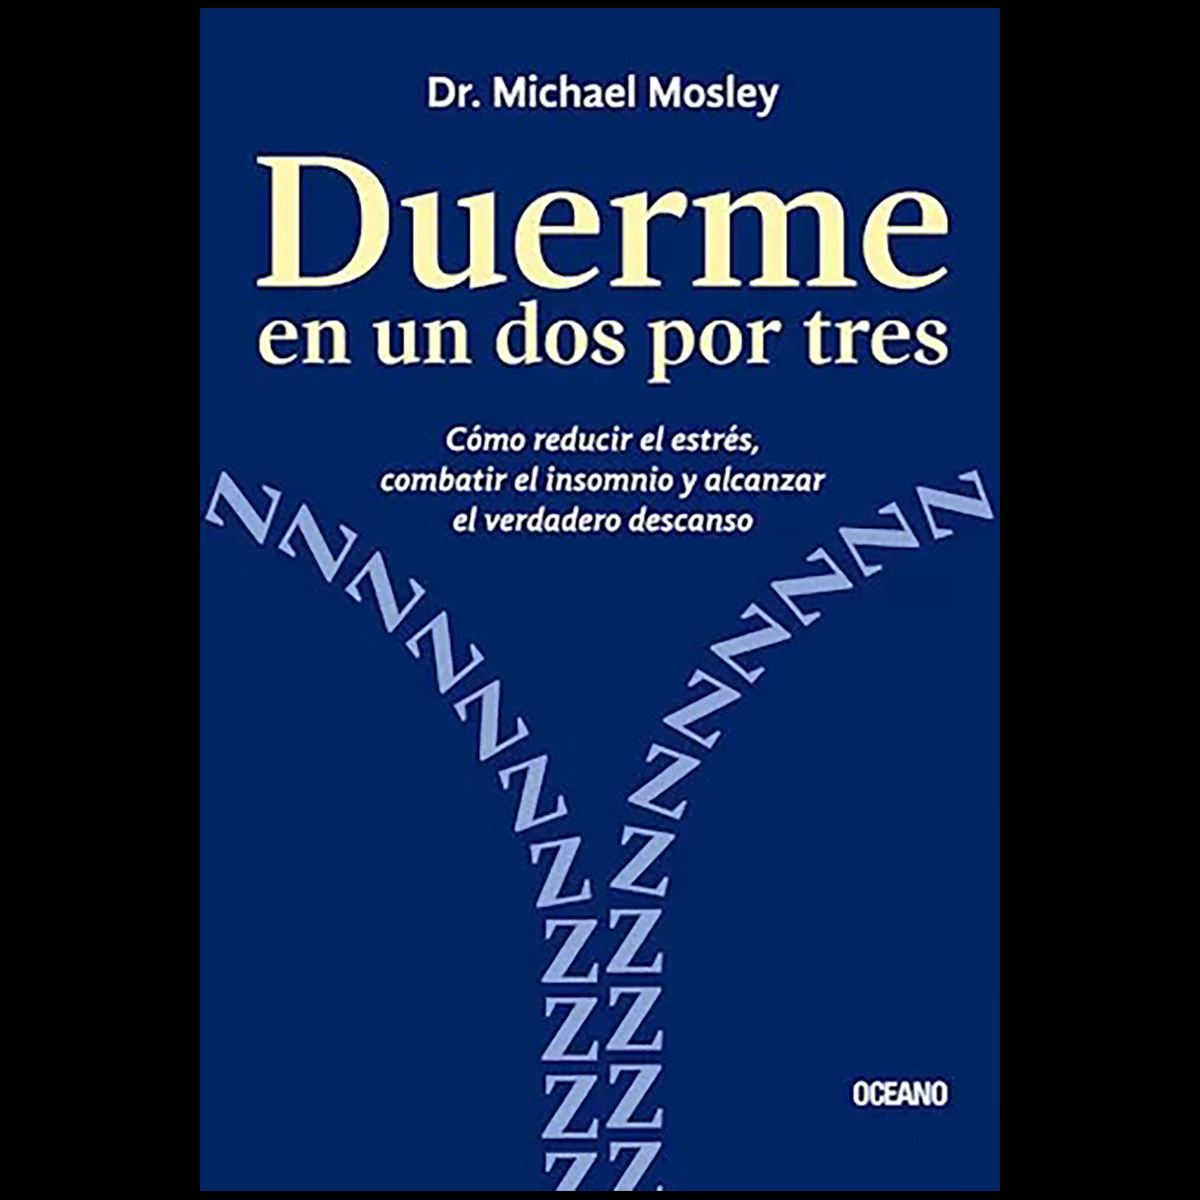 Dr. Michael Mosley
Duerme
en un dos por tres
Cómo reducir el estrés,
combatir el insomnio y alcanzar
el verdadero descanso
Z Z
Z Z
Z Z
Z Z
Z Z
Z Z
Z Z
Z Z
Z Z
Z Z
Z Z
OCEANO